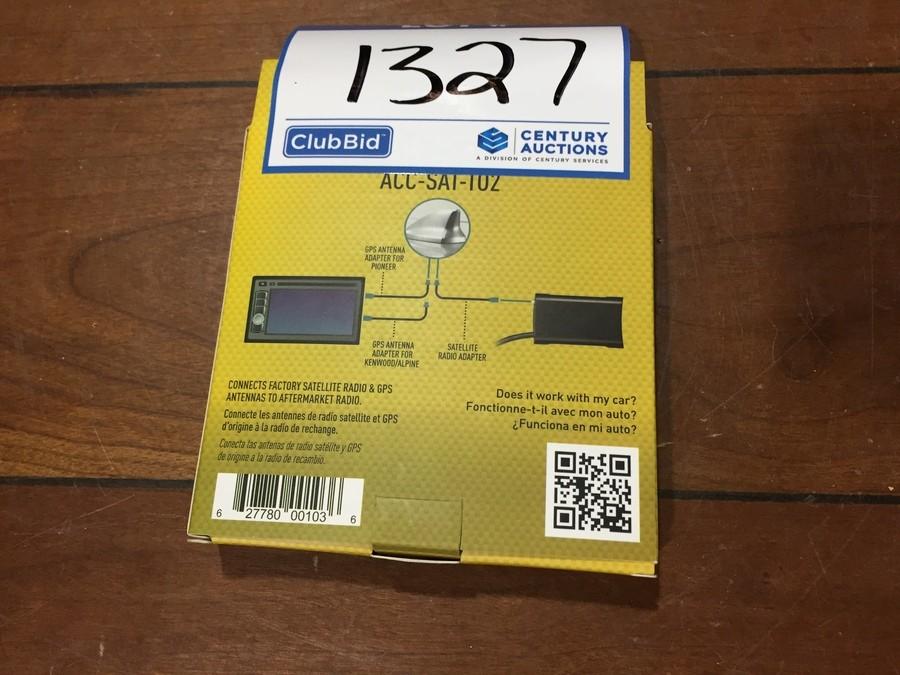 1327
ClubBid™
CENTURY
AUCTIONS
A DIVISION OF CENTURY SERVICES
ACC-SAT-TO2
GPS ANTENNA
ADAPTER FOR
PIONEER
GPS ANTENNA
ADAPTER FOR
KENWOOD/ALPINE
SATELLITE
RADIO ADAPTER
CONNECTS FACTORY SATELLITE RADIO & GPS
ANTENNAS TO AFTERMARKET RADIO.
Connecte les antennes de radio satellite et GPS
d'origine à la radio de rechange.
Conecta las antenas de radio satélite y GPS
de origine a la radio de recambio.
Does it work with my car?
Fonctionne-t-il avec mon auto?
¿Funciona en mi auto?
6 27780 00103 6